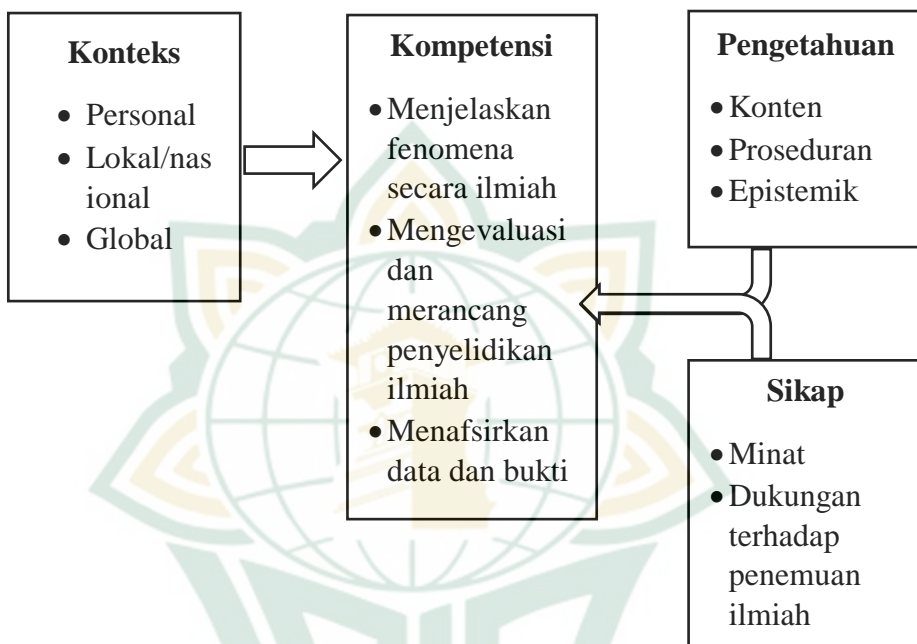 Konteks
• Personal
• Lokal/nas
ional
• Global
Kompetensi
• Menjelaskan
fenomena
secara ilmiah
• Mengevaluasi
dan
merancang
penyelidikan
ilmiah
• Menafsirkan
data dan bukti
Pengetahuan
• Konten
• Proseduran
• Epistemik
Sikap
• Minat
• Dukungan
terhadap
penemuan
ilmiah